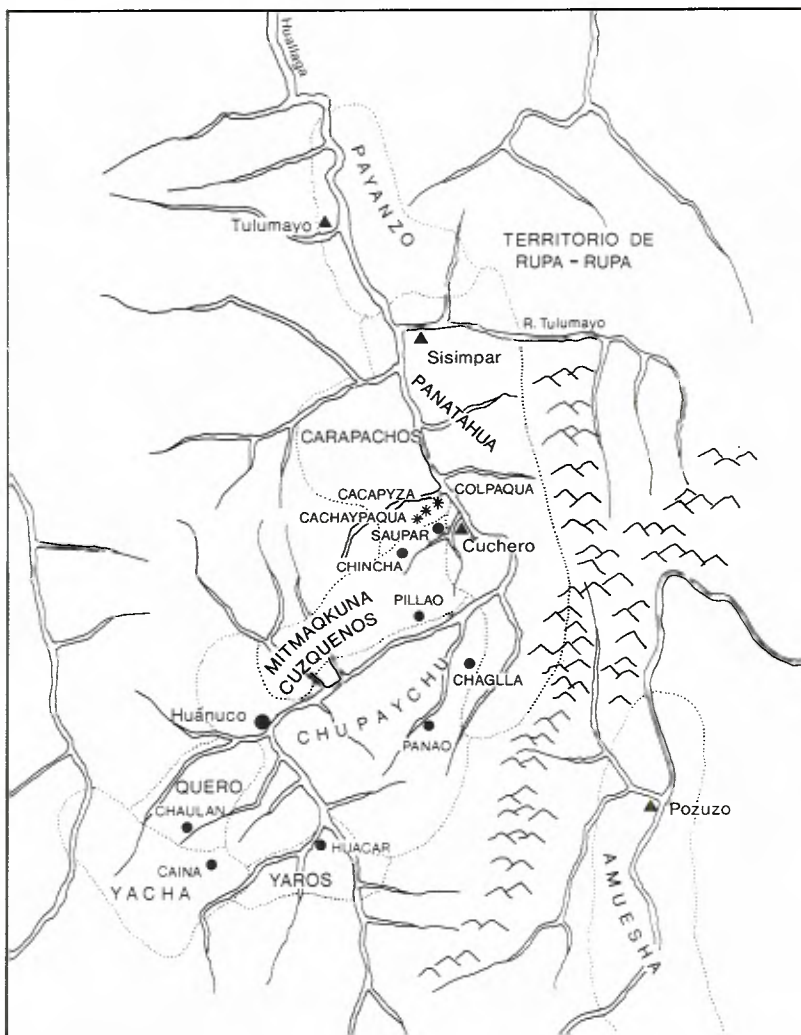 Huallaga
PAYANZO
Tulumayo
TERRITORIO DE
RUPA - RUPA
R. Tulumayo
Sisimpar
PANATAHUA
CARAPACHOS
CACAPYZA
COLPAQUA
CACHAYPAQUA
SAUPAR
Cuchero
CHINCHA
PILLAO
MITMAQKUNA
CUZQUENOS
CHAGLLA
CHUPAYCHU
Huánuco
PANAO
QUERO
CHAULAN
Pozuzo
HUACAR
CAINA
YAROS
YACHA
AMUESHA